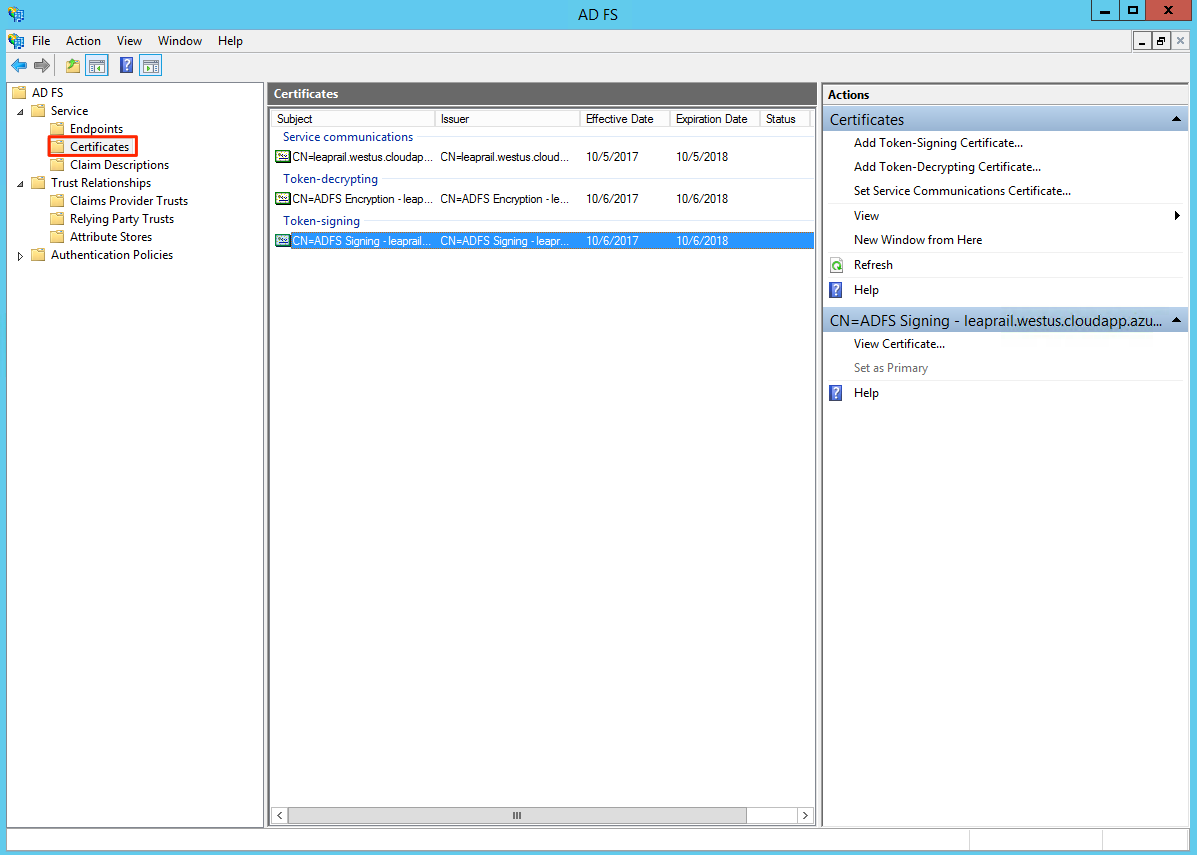 AD FS
File Action View Window Help
AD FS
Service
Endpoints
Certificates
Claim Descriptions
Trust Relationships
Claims Provider Trusts
Relying Party Trusts
Attribute Stores
Authentication Policies
Certificates
Subject Issuer Effective Date Expiration Date Status
Service communications
CN=leaprail.westus.cloudap... CN=leaprail.westus.cloud... 10/5/2017 10/5/2018
Token-decrypting
CN=ADFS Encryption - leap... CN=ADFS Encryption - le... 10/6/2017 10/6/2018
Token-signing
CN=ADFS Signing - leaprail... CN=ADFS Signing - leapr... 10/6/2017 10/6/2018
Actions
Certificates
Add Token-Signing Certificate...
Add Token-Decrypting Certificate...
Set Service Communications Certificate...
View
New Window from Here
Refresh
Help
CN=ADFS Signing - leaprail.westus.cloudapp.azu...
View Certificate...
Set as Primary
Help